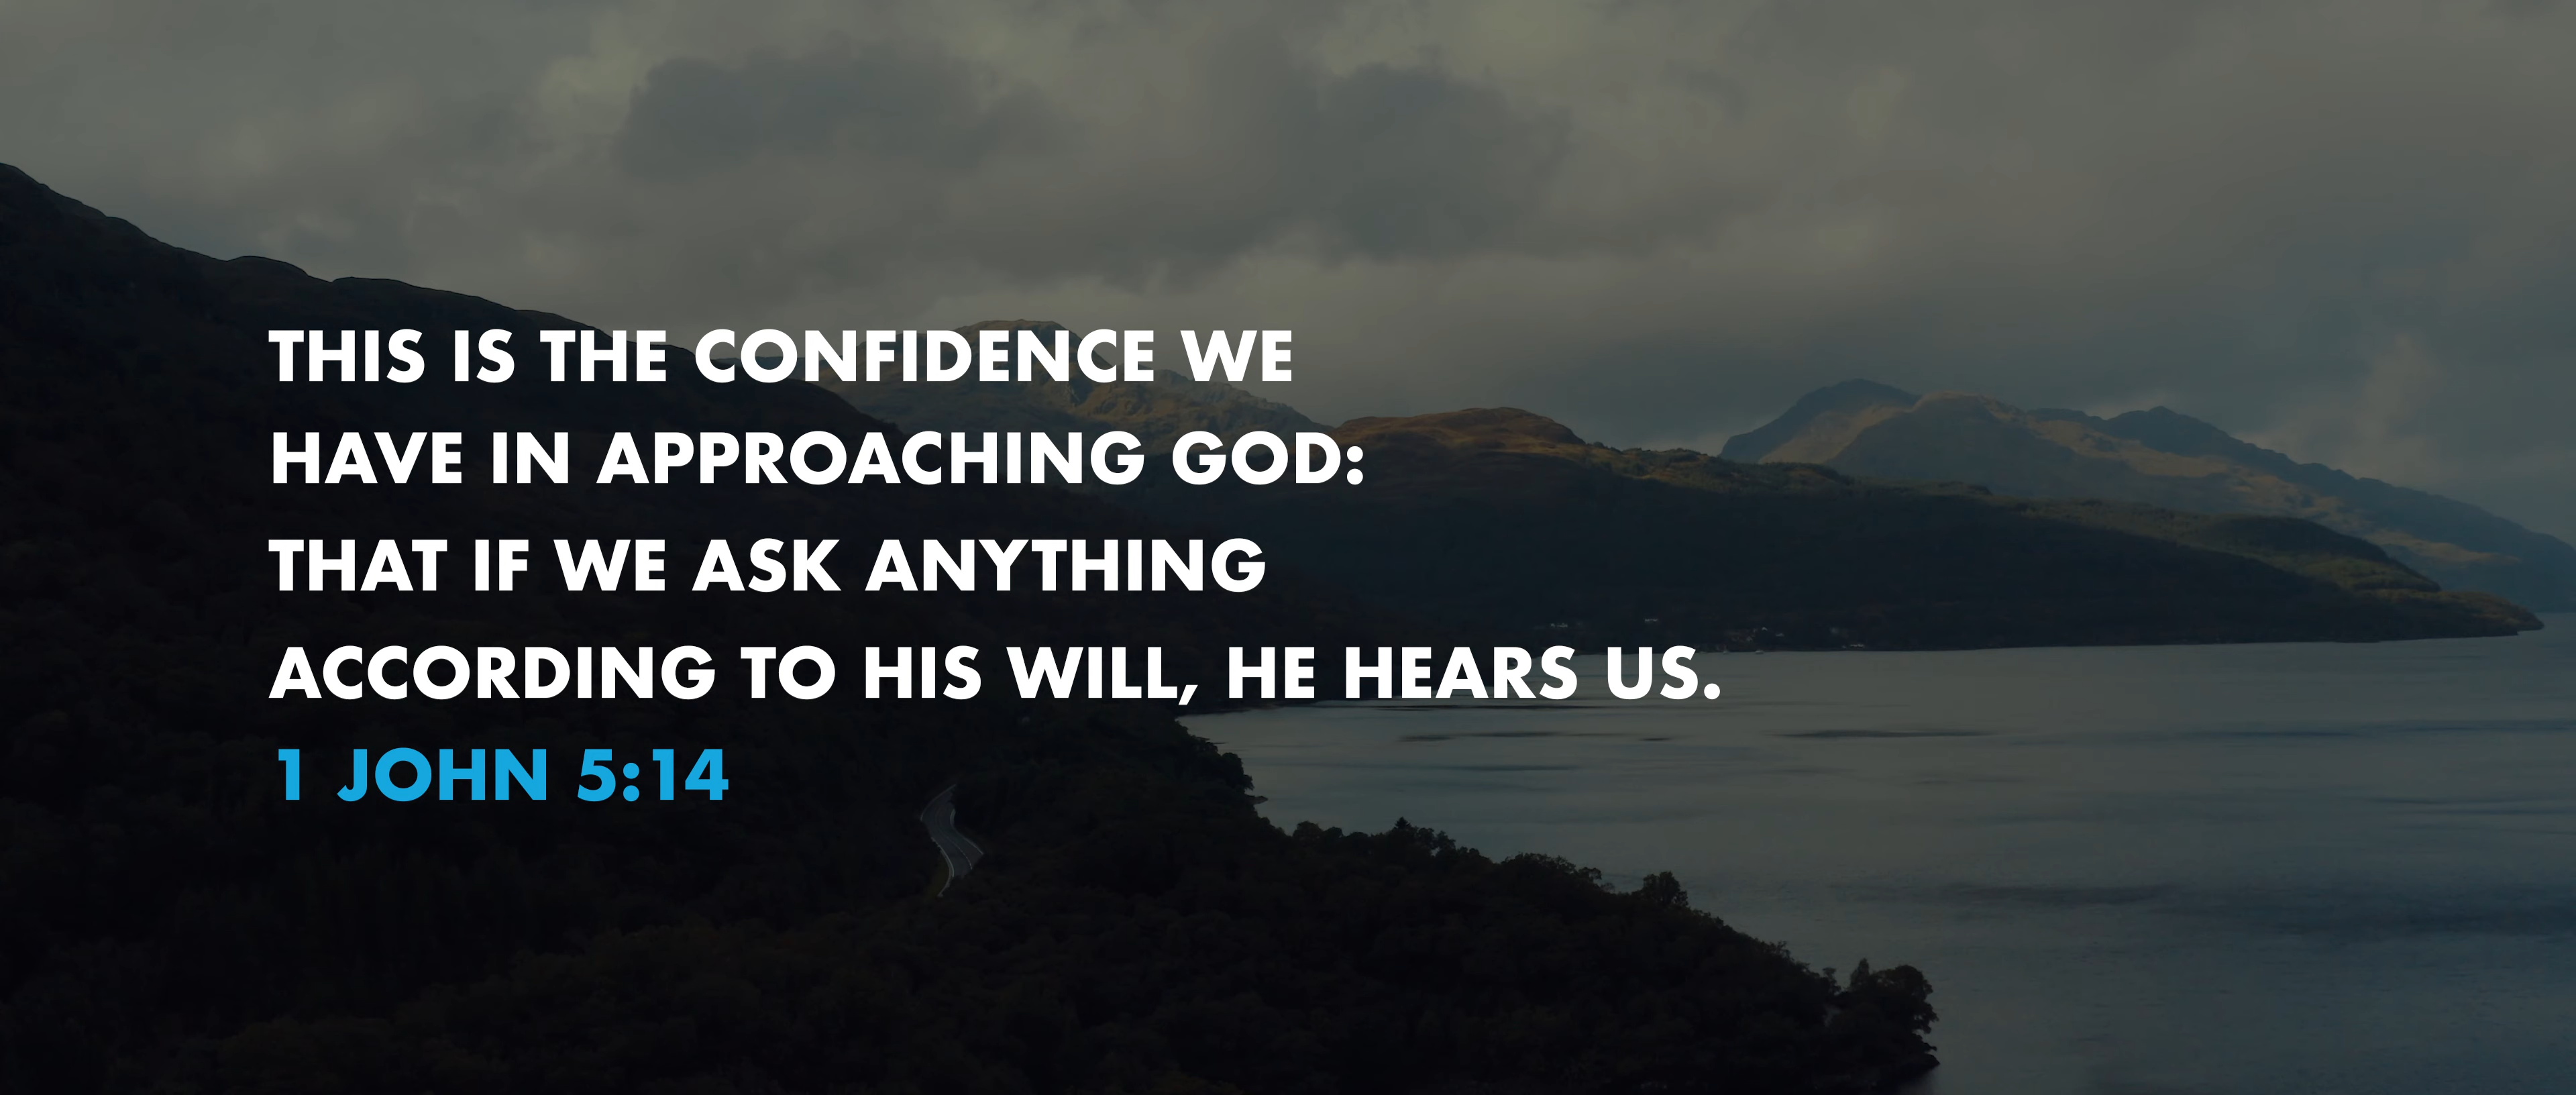 THIS IS THE CONFIDENCE WE
HAVE IN APPROACHING GOD:
THAT IF WE ASK ANYTHING
ACCORDING TO HIS WILL, HE HEARS US.
1 JOHN 5:14